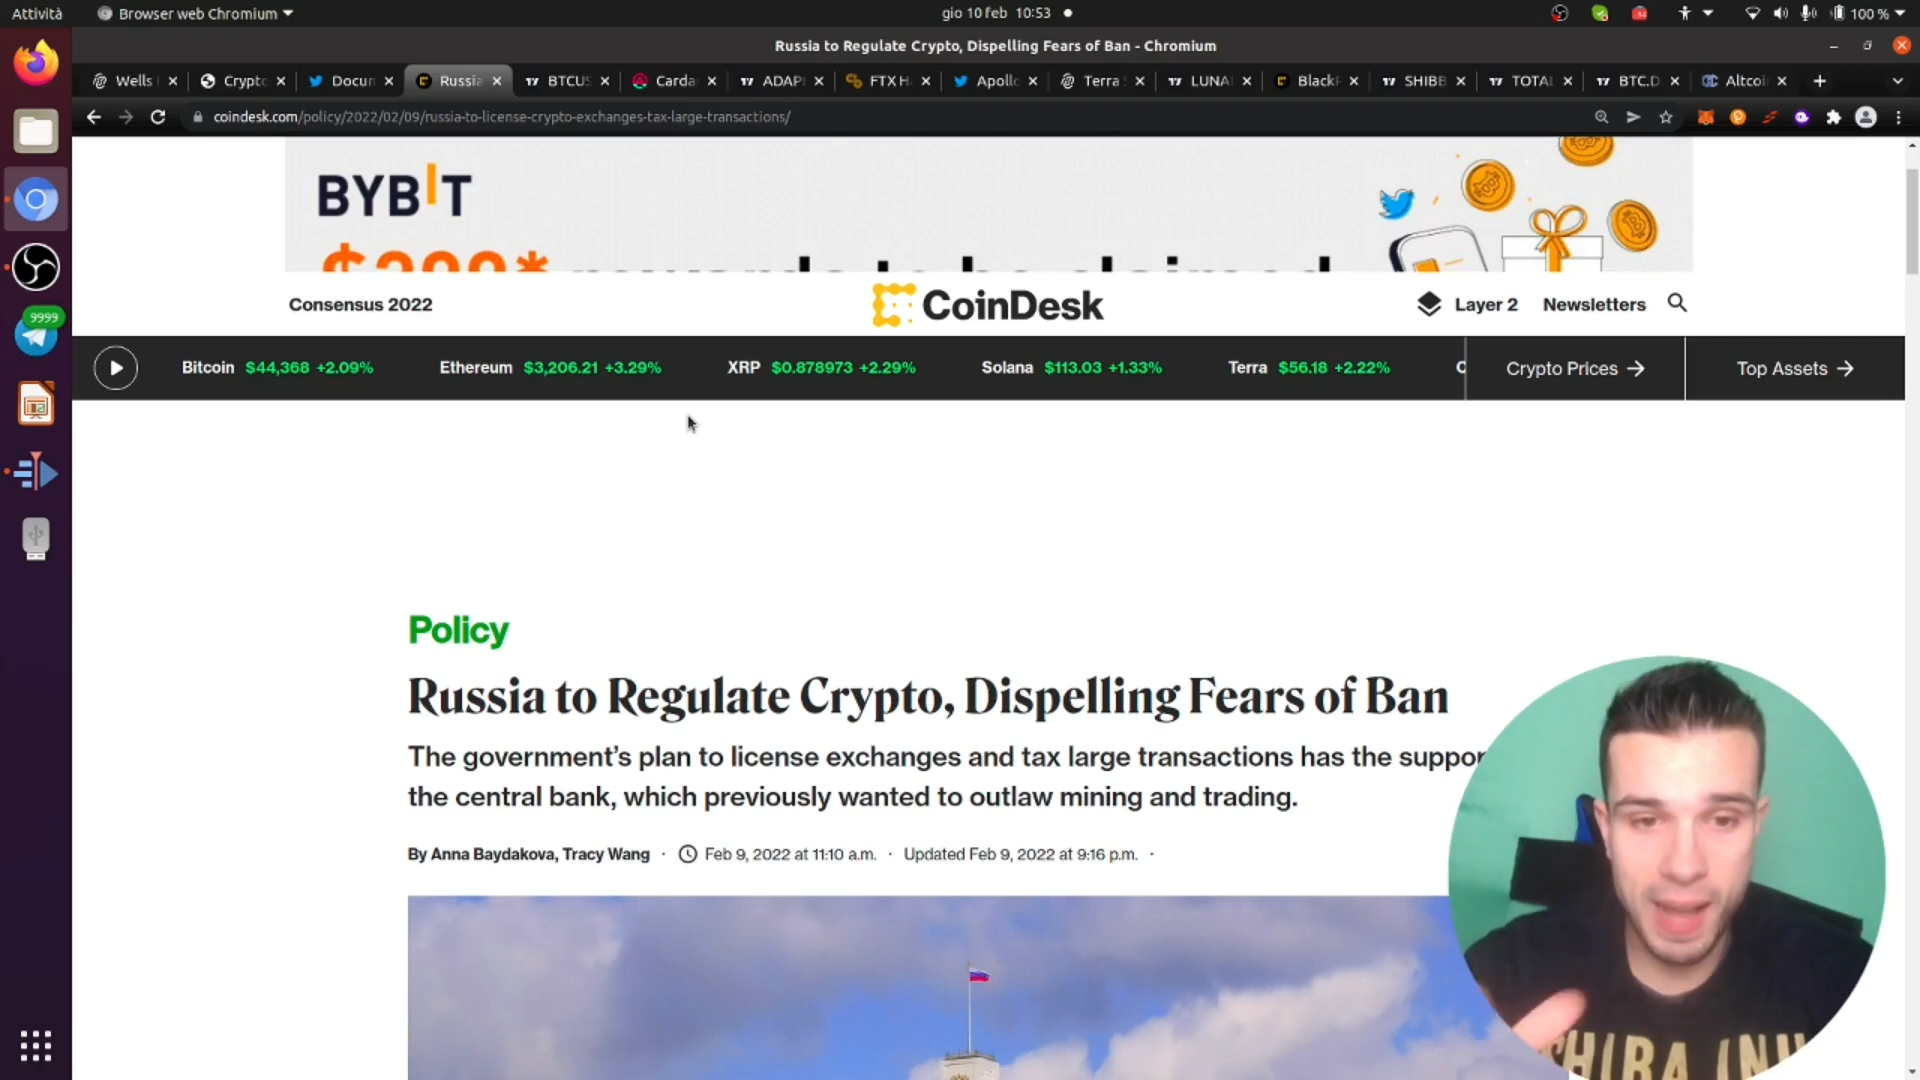 Attività
Browser web Chromium
gio 10 feb 10:53
100 %
Russia to Regulate Crypto, Dispelling Fears of Ban - Chromium
Wells
Crypto
Docun
Russia
BTCUS
Carda
ADAP
FTX H
Apollo
Terra
LUNA
BlackF
SHIBB
TOTAL
BTC.D
Altcoi
coindesk.com/policy/2022/02/09/russia-to-license-crypto-exchanges-tax-large-transactions/
BYBIT
9999
Consensus 2022
CoinDesk
Layer 2
Newsletters
Bitcoin $44,368 +2.09%
Ethereum $3,206.21 +3.29%
XRP $0.878973 +2.29%
Solana $113.03 +1.33%
Terra $56.18 +2.22%
C
Crypto Prices →
Top Assets →
Policy
Russia to Regulate Crypto, Dispelling Fears of Ban
The government's plan to license exchanges and tax large transactions has the suppor
the central bank, which previously wanted to outlaw mining and trading.
By Anna Baydakova, Tracy Wang · Feb 9, 2022 at 11:10 a.m. · Updated Feb 9, 2022 at 9:16 p.m. ·
SHIBA INU